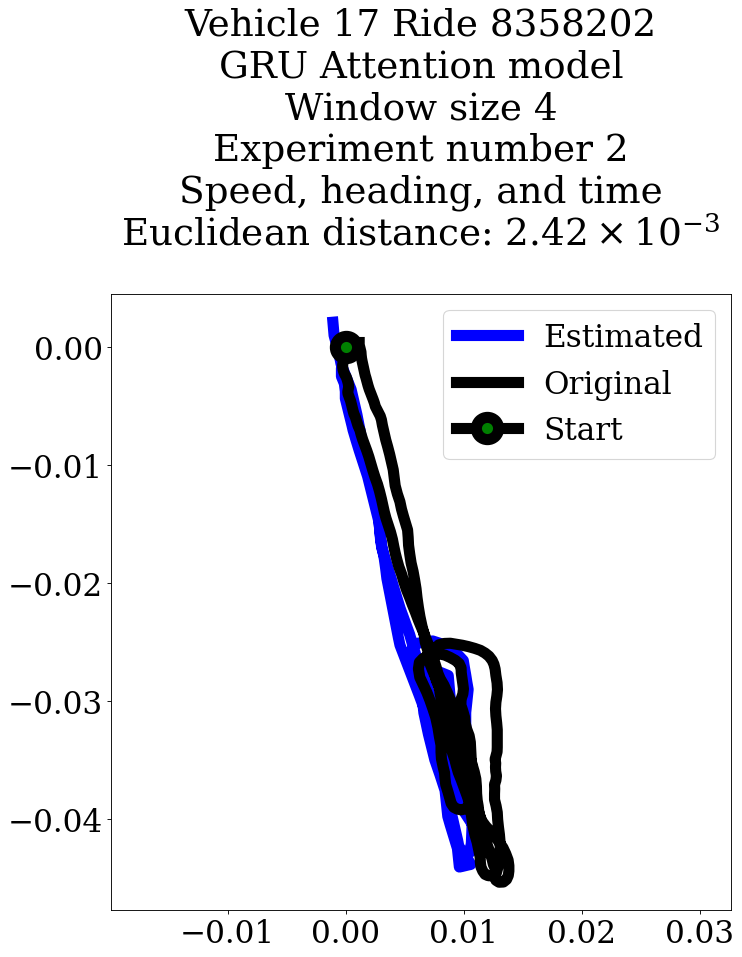 Vehicle 17 Ride 8358202
GRU Attention model
Window size 4
Experiment number 2
Speed, heading, and time
Euclidean distance: 2.42 × 10⁻³
Estimated
Original
Start
0.00
−0.01
−0.02
−0.03
−0.04
−0.01 0.00 0.01 0.02 0.03